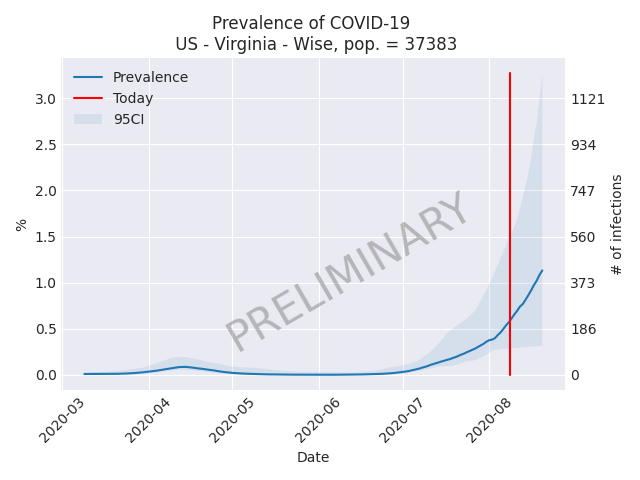 Prevalence of COVID-19
US - Virginia - Wise, pop. = 37383
Prevalence
Today
95CI
3.0
2.5
2.0
1.5
1.0
0.5
0.0
%
1121
934
747
560
373
186
0
# of infections
PRELIMINARY
2020-03
2020-04
2020-05
2020-06
2020-07
2020-08
Date